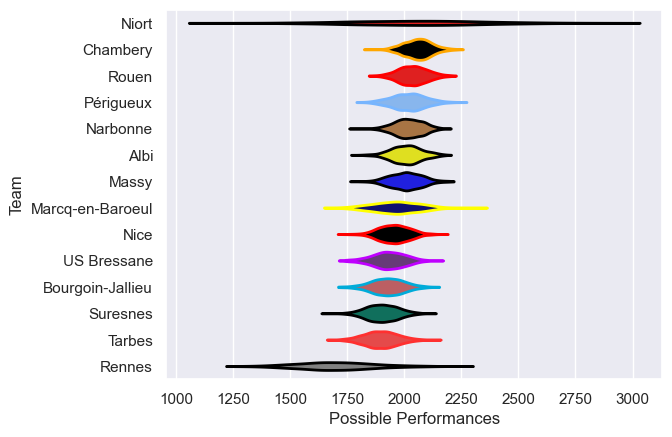 Niort
Chambery
Rouen
Périgueux
Narbonne
Albi
Massy
Marcq-en-Baroeul
Nice
US Bressane
Bourgoin-Jallieu
Suresnes
Tarbes
Rennes
Team
1000 1250 1500 1750 2000 2250 2500 2750 3000
Possible Performances